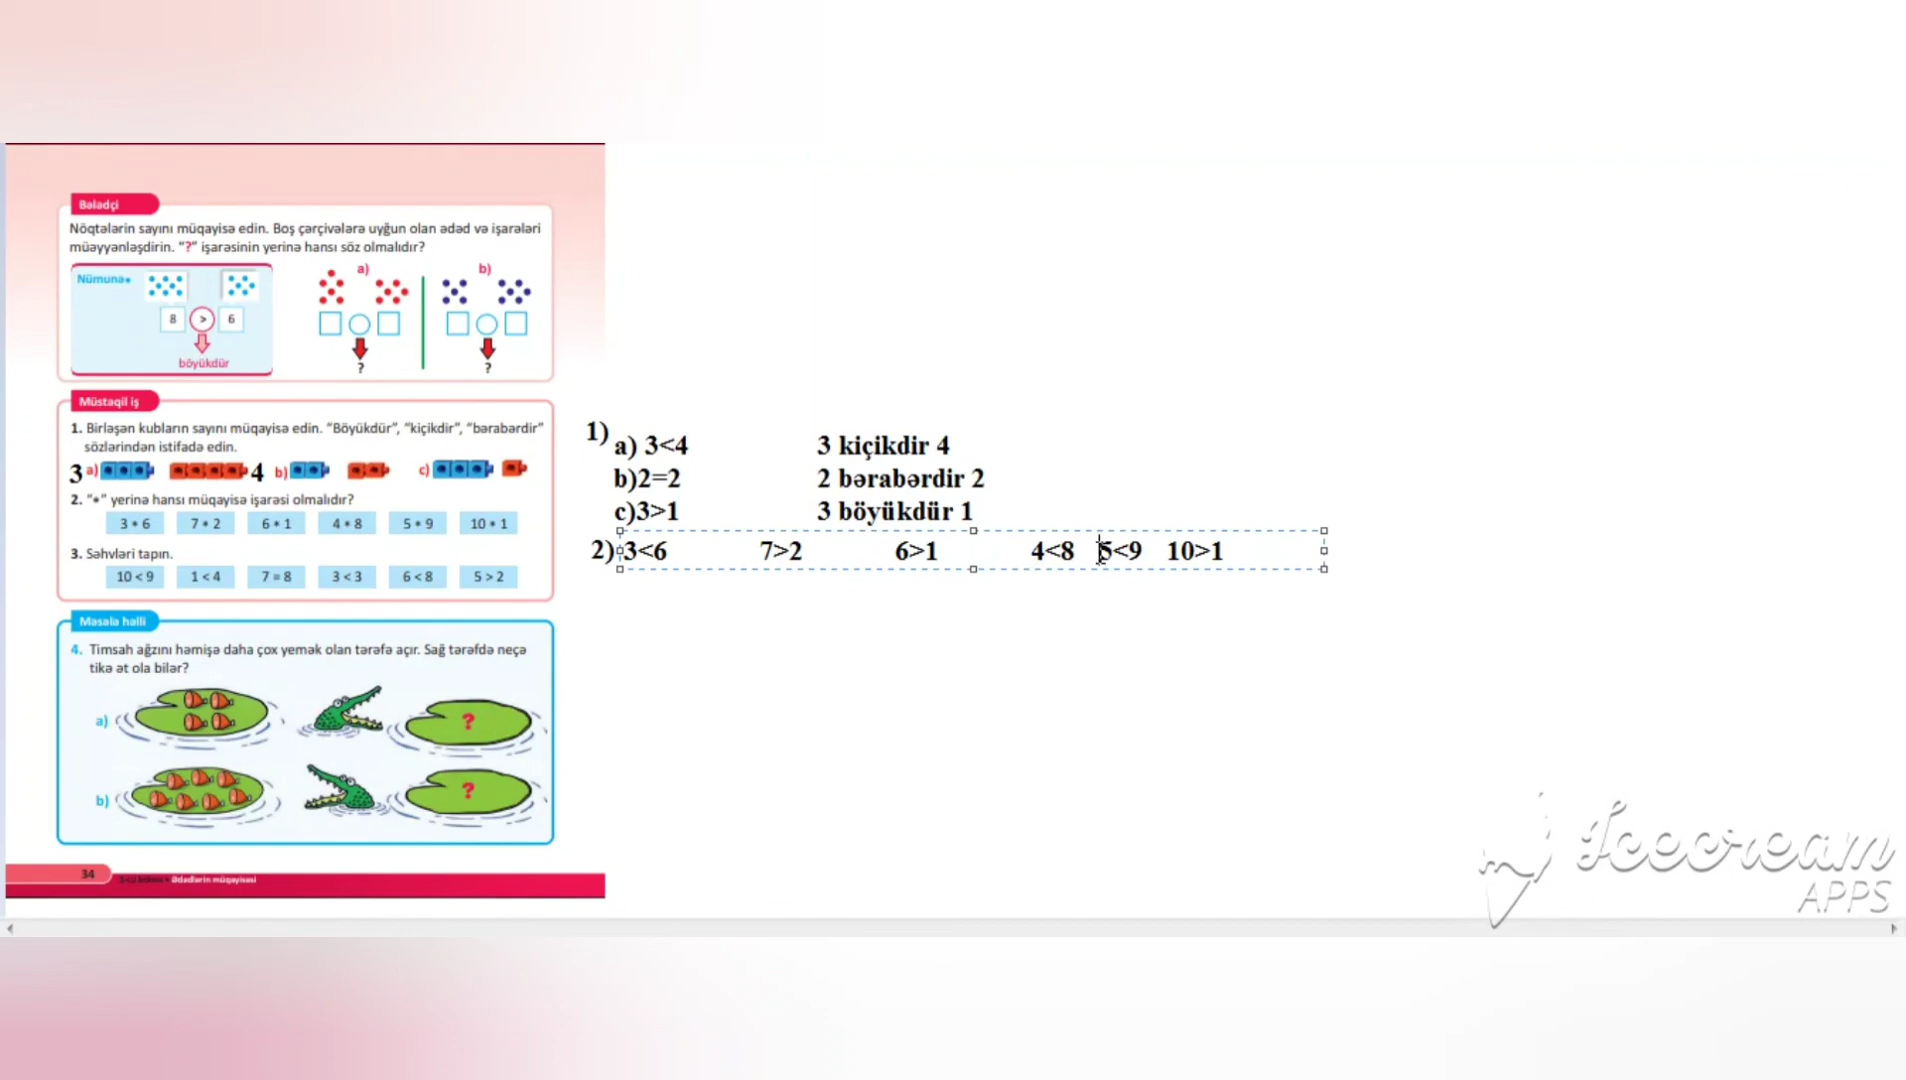 Bələdçi
Nöqtələrin sayını müqayisə edin. Boş çərçivələrə uyğun olan ədəd və işarələri
müəyyənləşdirin. “?” işarəsinin yerinə hansı söz olmalıdır?
Nümunə•
a)
b)
8 > 6
böyükdür
?
?
Müstəqil iş
1. Birləşən kubların sayını müqayisə edin. “Böyükdür”, “kiçikdir”, “bərabərdir”
sözlərindən istifadə edin.
3 a) 4 b) c)
2. “*” yerinə hansı müqayisə işarəsi olmalıdır?
3 * 6 7 * 2 6 * 1 4 * 8 5 * 9 10 * 1
3. Səhvləri tapın.
10 < 9 1 < 4 7 = 8 3 < 3 6 < 8 5 > 2
Məsələ həlli
4. Timsah ağzını həmişə daha çox yemək olan tərəfə açır. Sağ tərəfdə neçə
tikə ət ola bilər?
a) ?
b) ?
34 • Ədədlərin müqayisəsi
1)
a) 3<4 3 kiçikdir 4
b)2=2 2 bərabərdir 2
c)3>1 3 böyükdür 1
2) 3<6 7>2 6>1 4<8 5<9 10>1
Icecream
APPS